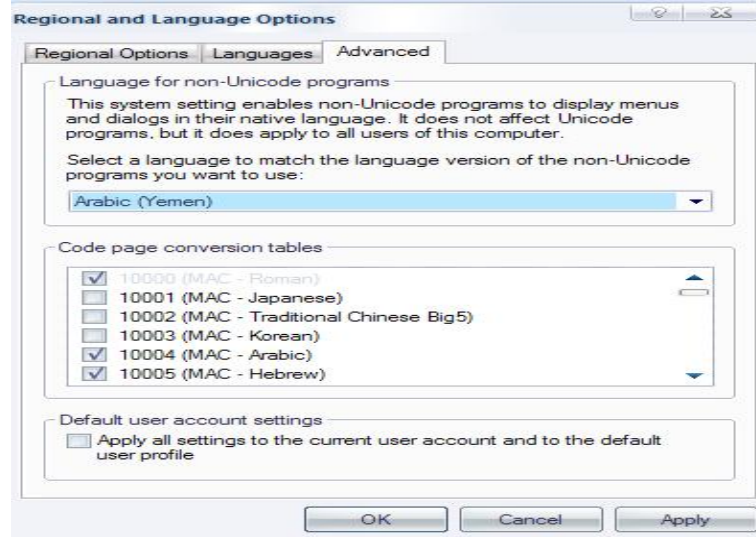 Regional and Language Options
Regional Options Languages Advanced
Language for non-Unicode programs
This system setting enables non-Unicode programs to display menus
and dialogs in their native language. It does not affect Unicode
programs, but it does apply to all users of this computer.
Select a language to match the language version of the non-Unicode
programs you want to use:
Arabic (Yemen)
Code page conversion tables
10000 (MAC - Roman)
10001 (MAC - Japanese)
10002 (MAC - Traditional Chinese Big5)
10003 (MAC - Korean)
10004 (MAC - Arabic)
10005 (MAC - Hebrew)
Default user account settings
Apply all settings to the current user account and to the default
user profile
OK Cancel Apply